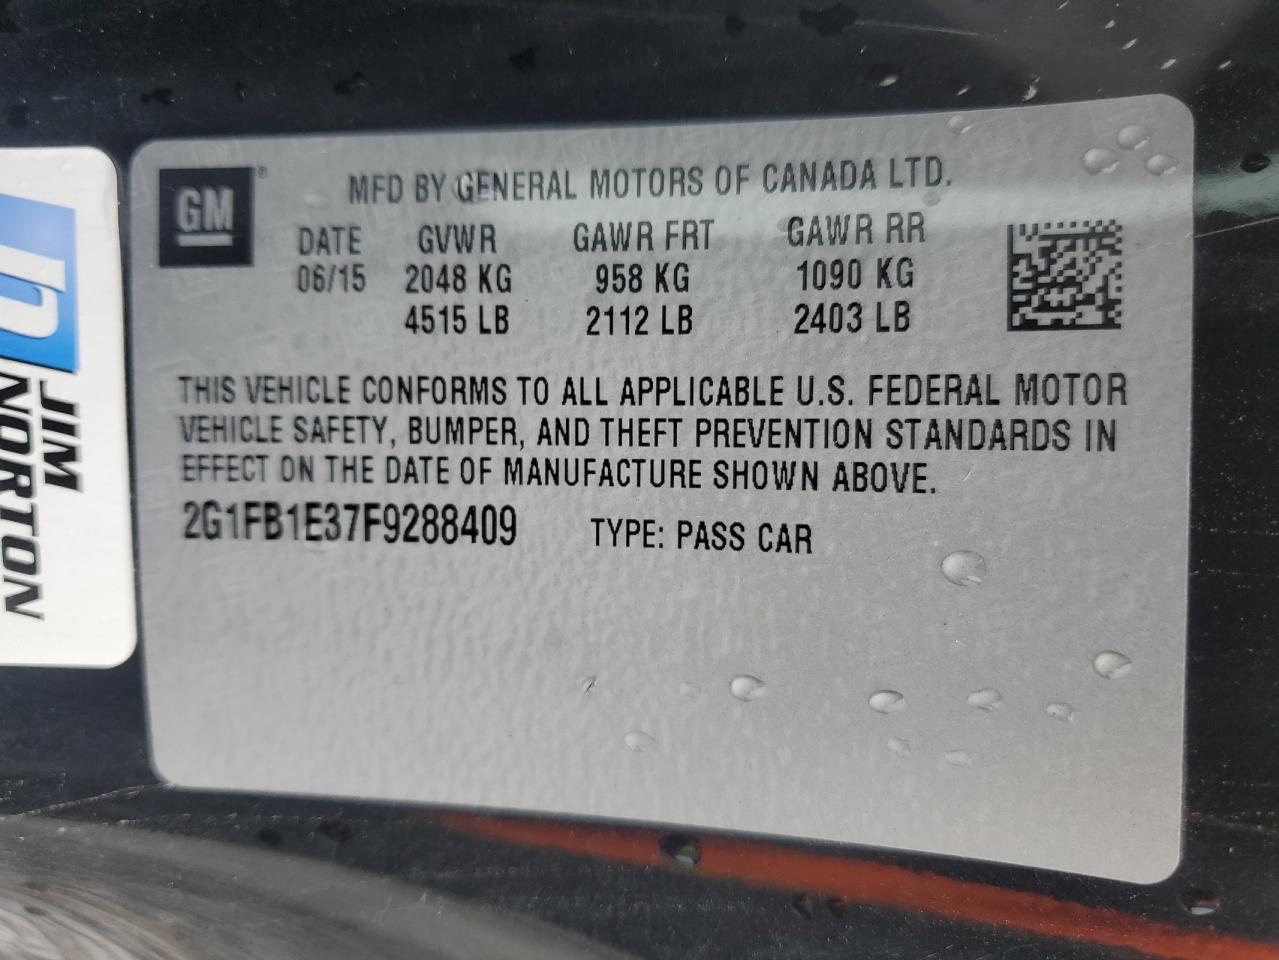 GM ®
MFD BY GENERAL MOTORS OF CANADA LTD.
DATE GVWR GAWR FRT GAWR RR
06/15 2048 KG 958 KG 1090 KG
4515 LB 2112 LB 2403 LB
THIS VEHICLE CONFORMS TO ALL APPLICABLE U.S. FEDERAL MOTOR
VEHICLE SAFETY, BUMPER, AND THEFT PREVENTION STANDARDS IN
EFFECT ON THE DATE OF MANUFACTURE SHOWN ABOVE.
2G1FB1E37F9288409 TYPE: PASS CAR
JIM
NORTON